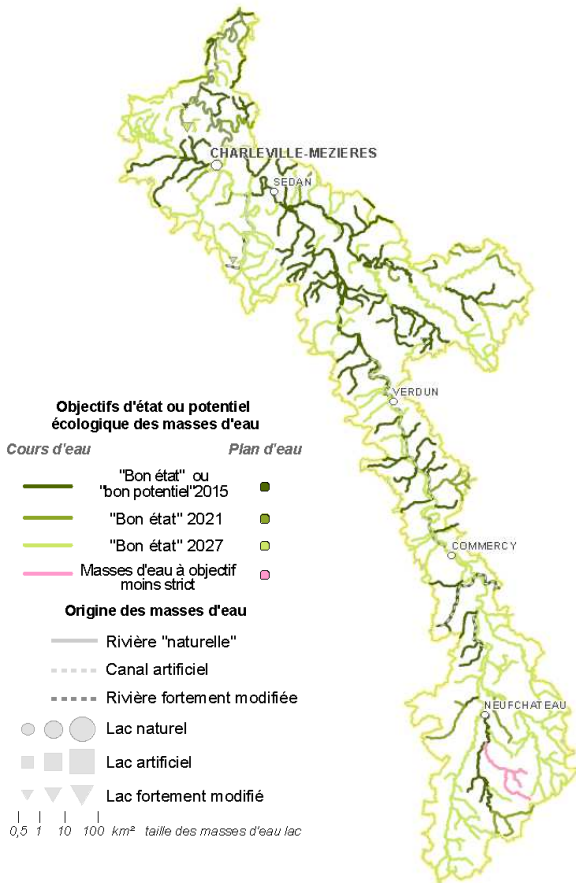 CHARLEVILLE-MEZIERES
SEDAN
VERDUN
COMMERCY
NEUFCHATEAU
Objectifs d'état ou potentiel
écologique des masses d'eau
Cours d'eau
Plan d'eau
"Bon état" ou
"bon potentiel"2015
"Bon état" 2021
"Bon état" 2027
Masses d'eau à objectif
moins strict
Origine des masses d'eau
Rivière "naturelle"
Canal artificiel
Rivière fortement modifiée
Lac naturel
Lac artificiel
Lac fortement modifié
0,5 1 10 100 km² taille des masses d'eau lac